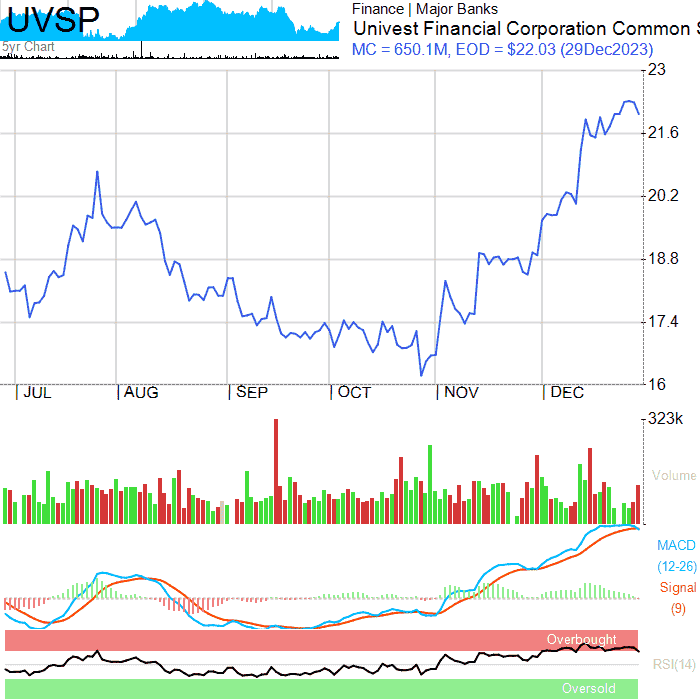 UVSP
5yr Chart
Finance | Major Banks
Univest Financial Corporation Common S
MC = 650.1M, EOD = $22.03 (29Dec2023)
23
21.6
20.2
18.8
17.4
16
| JUL | AUG | SEP | OCT | NOV | DEC
323k
Volume
MACD
(12-26)
Signal
(9)
Overbought
RSI(14)
Oversold